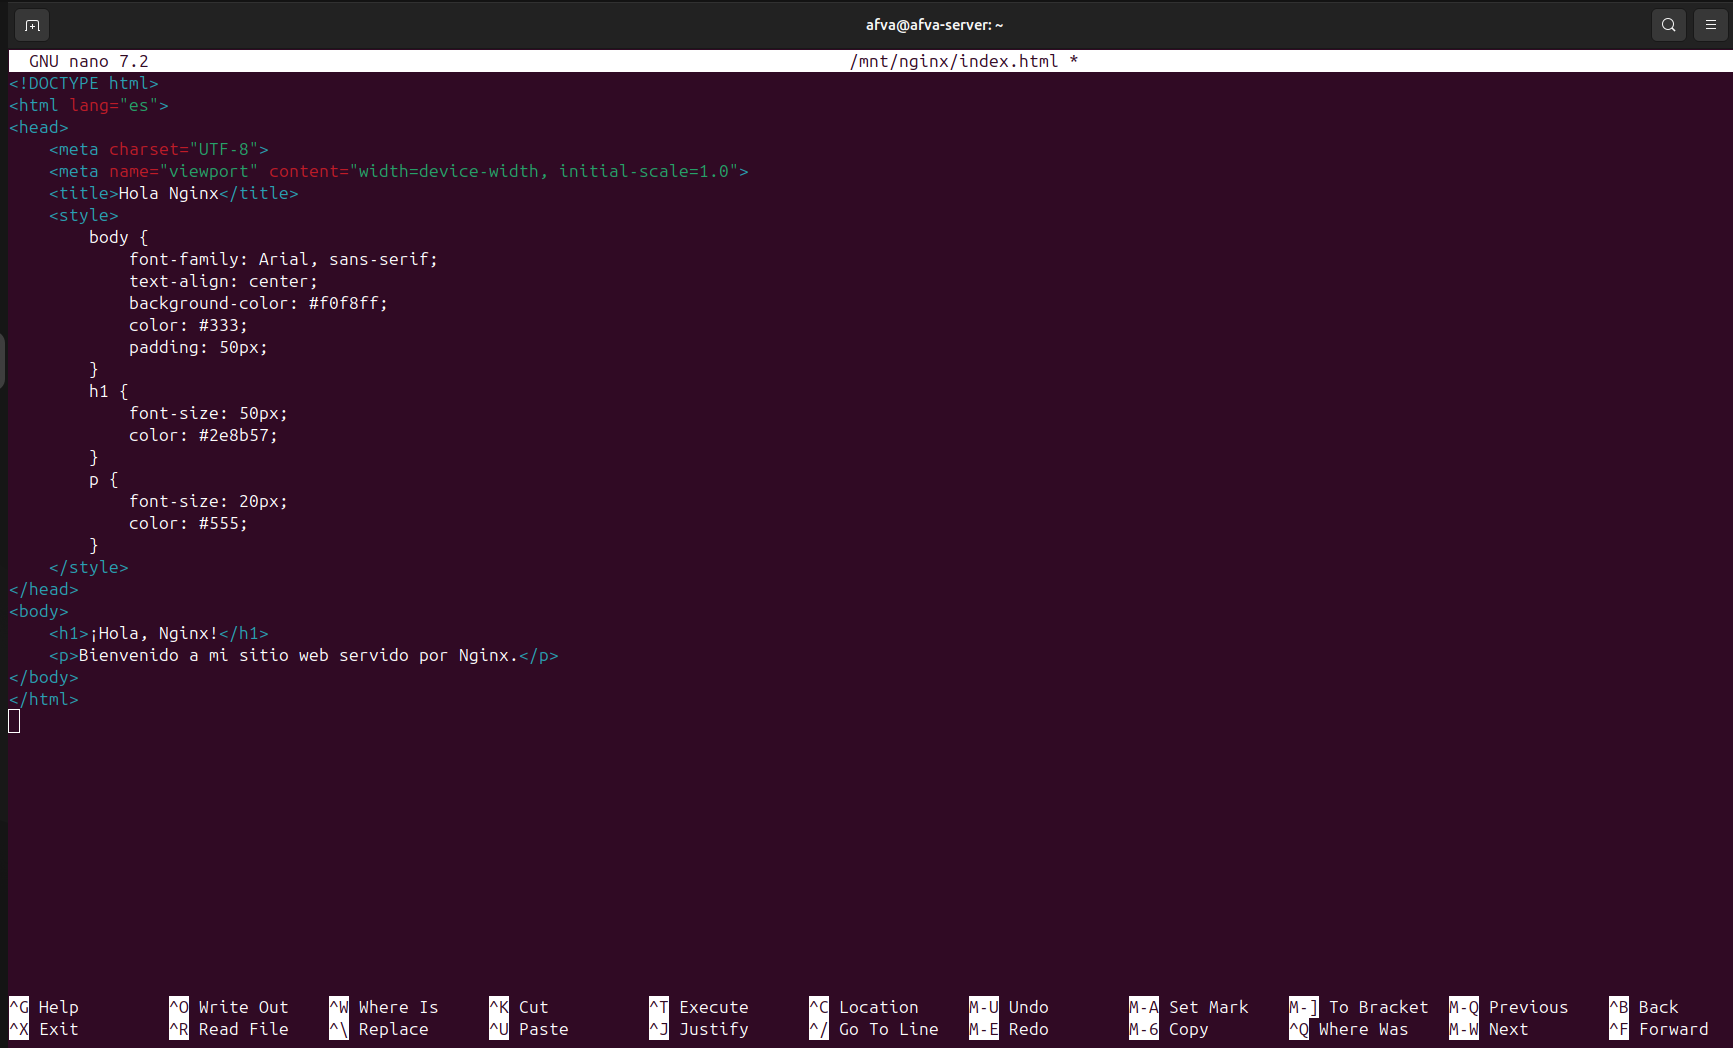 afva@afva-server: ~
GNU nano 7.2 /mnt/nginx/index.html *
<!DOCTYPE html>
<html lang="es">
<head>
    <meta charset="UTF-8">
    <meta name="viewport" content="width=device-width, initial-scale=1.0">
    <title>Hola Nginx</title>
    <style>
        body {
            font-family: Arial, sans-serif;
            text-align: center;
            background-color: #f0f8ff;
            color: #333;
            padding: 50px;
        }
        h1 {
            font-size: 50px;
            color: #2e8b57;
        }
        p {
            font-size: 20px;
            color: #555;
        }
    </style>
</head>
<body>
    <h1>¡Hola, Nginx!</h1>
    <p>Bienvenido a mi sitio web servido por Nginx.</p>
</body>
</html>
^G Help ^O Write Out ^W Where Is ^K Cut ^T Execute ^C Location M-U Undo M-A Set Mark M-] To Bracket M-Q Previous ^B Back
^X Exit ^R Read File ^\ Replace ^U Paste ^J Justify ^/ Go To Line M-E Redo M-6 Copy ^Q Where Was M-W Next ^F Forward